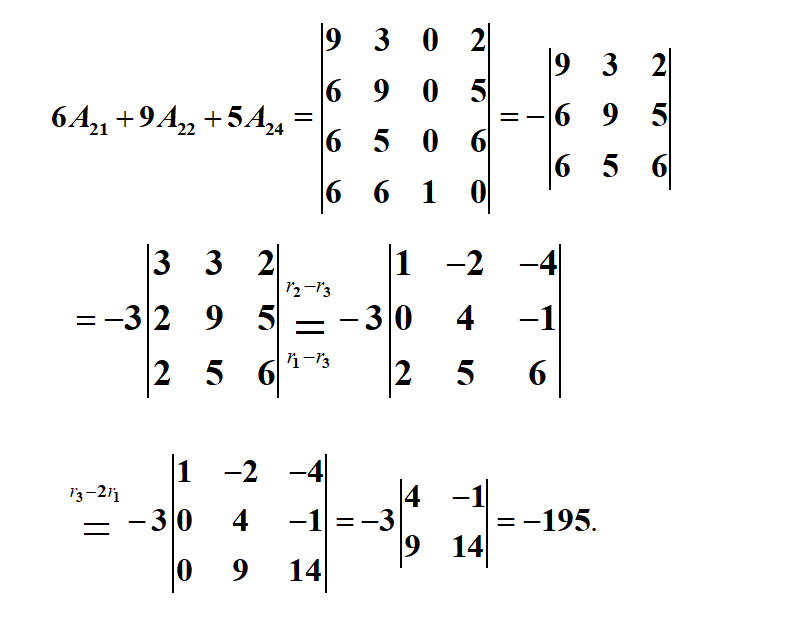 6A₂₁ + 9A₂₂ + 5A₂₄ = |9 3 0 2; 6 9 0 5; 6 5 0 6; 6 6 1 0| = −|9 3 2; 6 9 5; 6 5 6|
= −3|3 3 2; 2 9 5; 2 5 6| r₂−r₃ = r₁−r₃ −3|1 −2 −4; 0 4 −1; 2 5 6|
r₃−2r₁ = −3|1 −2 −4; 0 4 −1; 0 9 14| = −3|4 −1; 9 14| = −195.